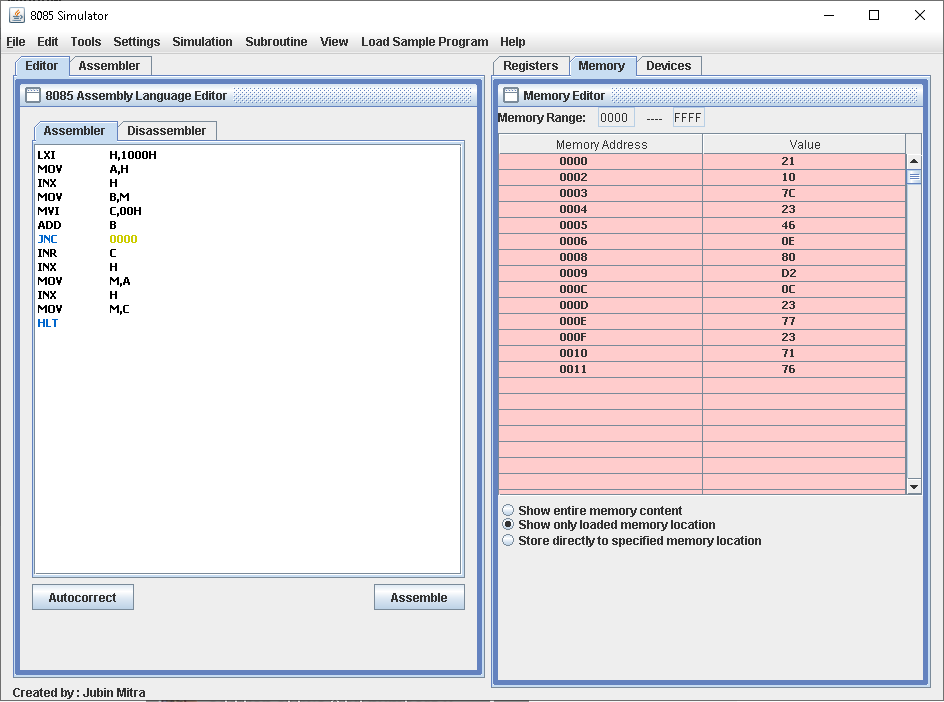 8085 Simulator
File Edit Tools Settings Simulation Subroutine View Load Sample Program Help
Editor Assembler
8085 Assembly Language Editor
Assembler Disassembler
LXI H,1000H
MOV A,H
INX H
MOV B,M
MVI C,00H
ADD B
JNC 0000
INR C
INX H
MOV M,A
INX H
MOV M,C
HLT
Autocorrect Assemble
Registers Memory Devices
Memory Editor
Memory Range: 0000 ---- FFFF
Memory Address Value
0000 21
0002 10
0003 7C
0004 23
0005 46
0006 0E
0008 80
0009 D2
000C 0C
000D 23
000E 77
000F 23
0010 71
0011 76
Show entire memory content
Show only loaded memory location
Store directly to specified memory location
Created by : Jubin Mitra